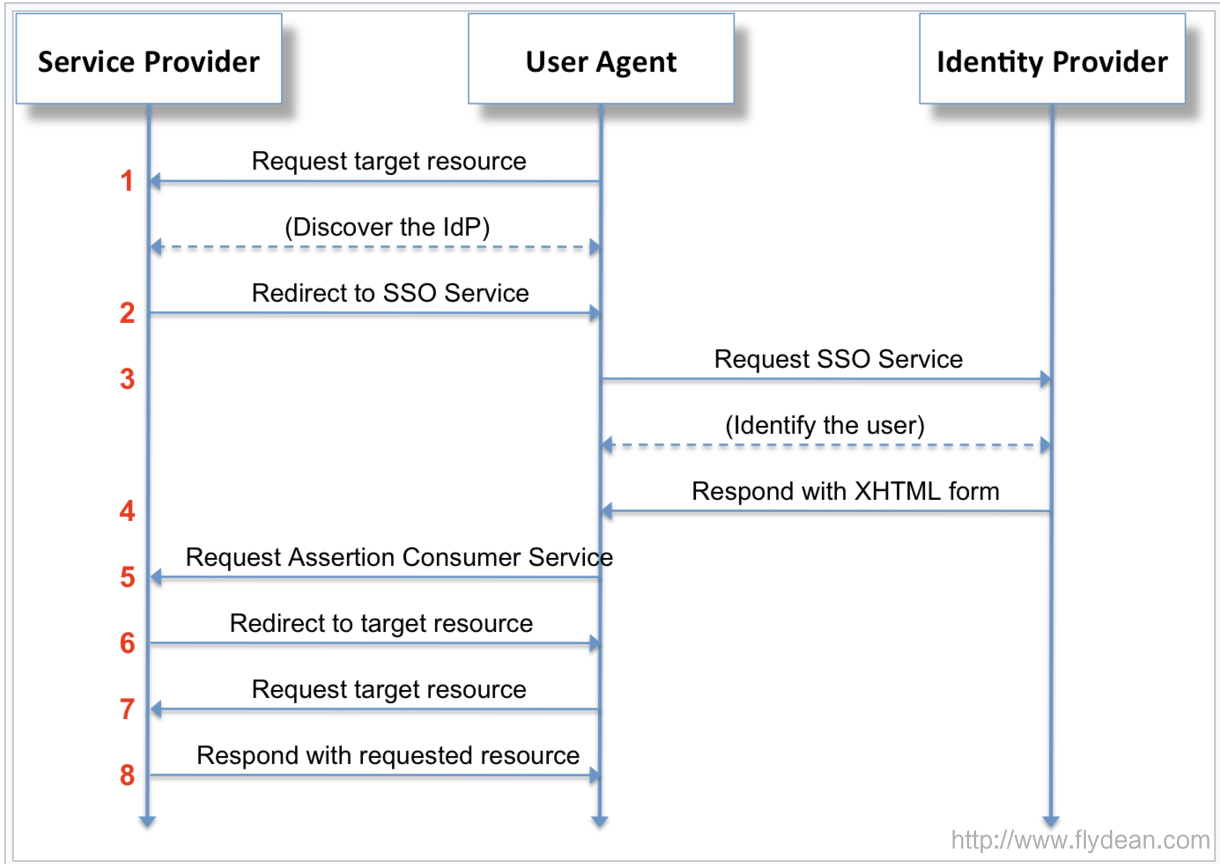 Service Provider
User Agent
Identity Provider
Request target resource
1
(Discover the IdP)
Redirect to SSO Service
2
Request SSO Service
3
(Identify the user)
Respond with XHTML form
4
Request Assertion Consumer Service
5
Redirect to target resource
6
Request target resource
7
Respond with requested resource
8
http://www.flydean.com